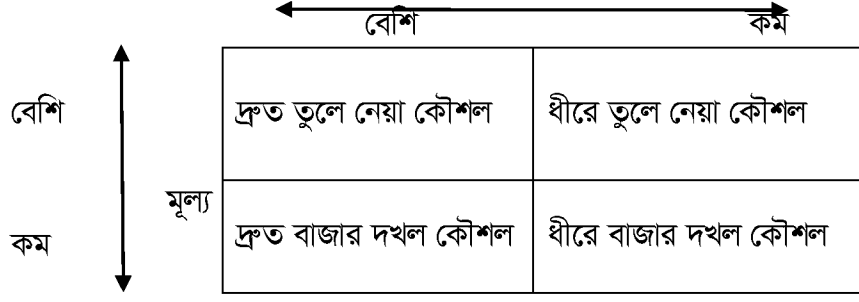 বেশি কম
বেশি দ্রুত তুলে নেয়া কৌশল ধীরে তুলে নেয়া কৌশল
মূল্য
কম দ্রুত বাজার দখল কৌশল ধীরে বাজার দখল কৌশল